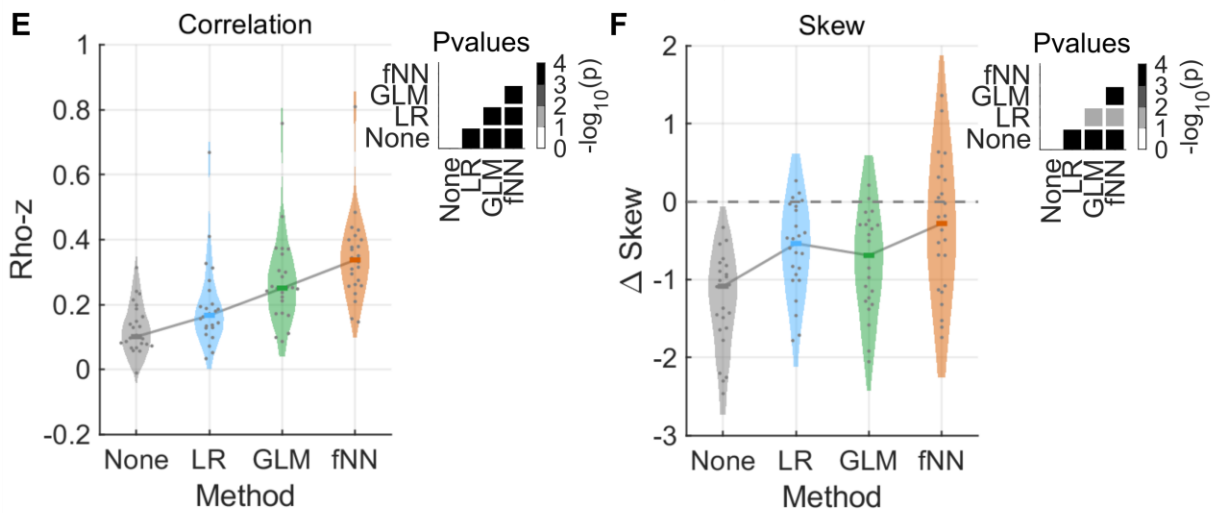 E
Correlation
1
0.8
0.6
0.4
0.2
0
-0.2
Rho-z
None LR GLM fNN
Method
Pvalues
fNN
GLM
LR
None
None
LR
GLM
fNN
4
3
2
1
0
-log10(p)
F
Skew
2
1
0
-1
-2
-3
Δ Skew
None LR GLM fNN
Method
Pvalues
fNN
GLM
LR
None
None
LR
GLM
fNN
4
3
2
1
0
-log10(p)